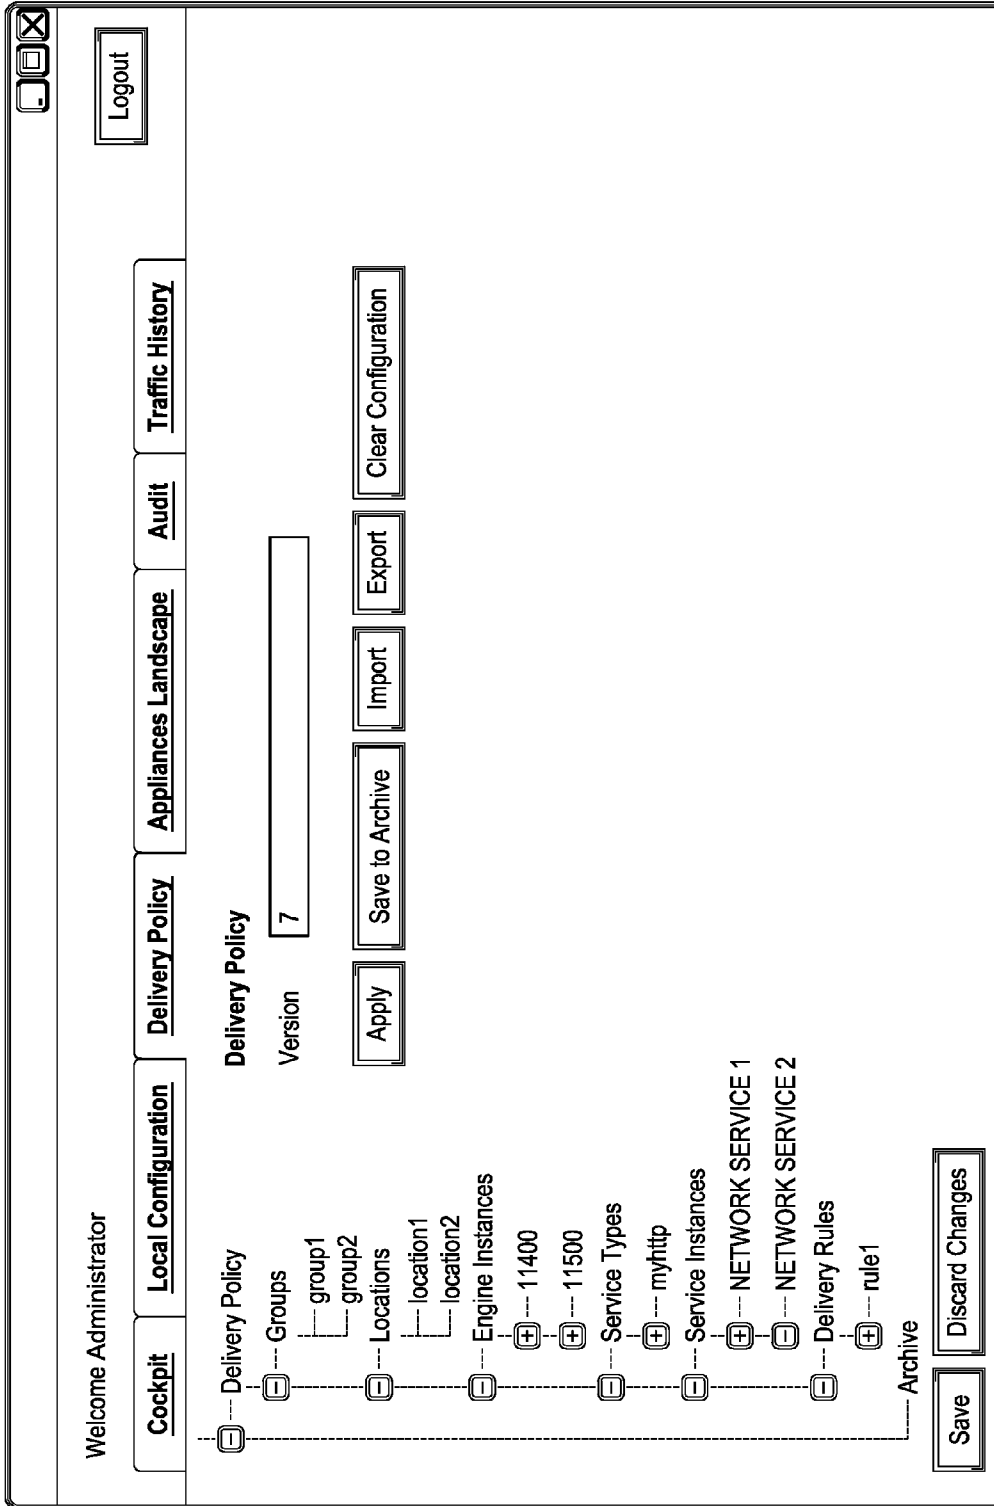 Welcome Administrator
Logout
Cockpit Local Configuration Delivery Policy Appliances Landscape Audit Traffic History
Delivery Policy
Groups
group1
group2
Locations
location1
location2
Engine Instances
11400
11500
Service Types
myhttp
Service Instances
NETWORK SERVICE 1
NETWORK SERVICE 2
Delivery Rules
rule1
Archive
Delivery Policy
Version 7
Apply Save to Archive Import Export Clear Configuration
Save Discard Changes